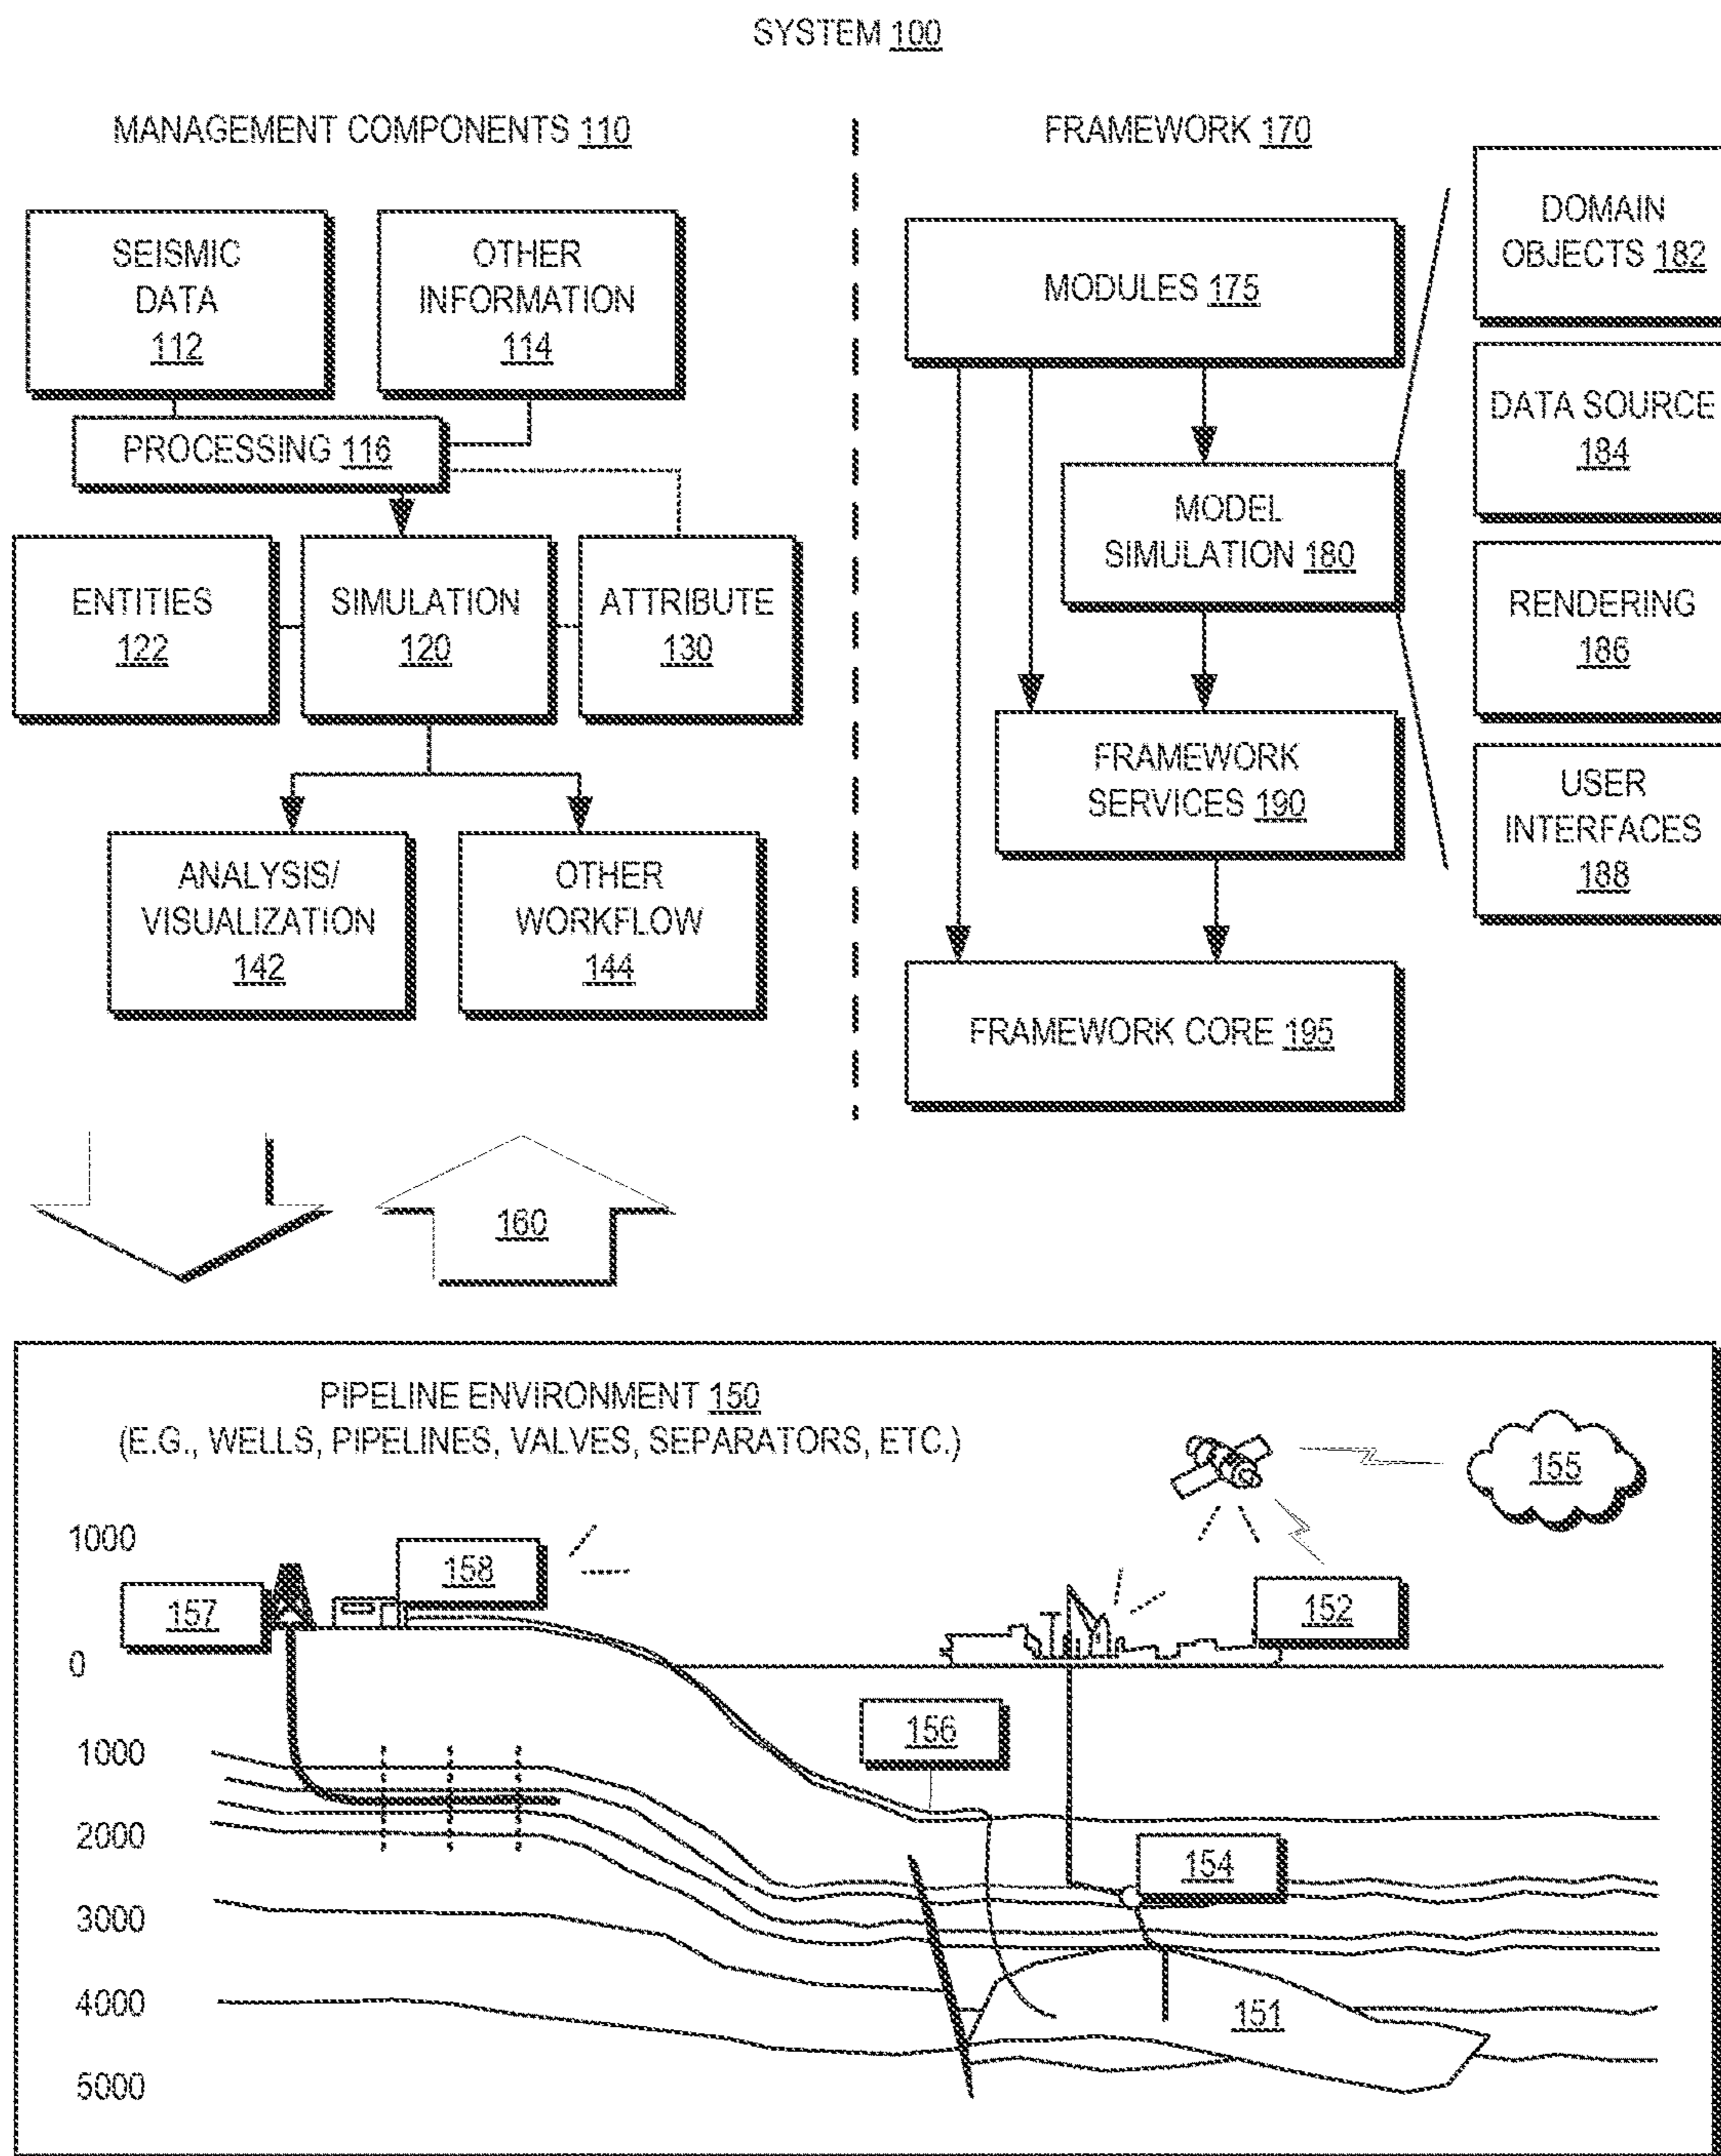 SYSTEM 100
MANAGEMENT COMPONENTS 110
SEISMIC
DATA
112
OTHER
INFORMATION
114
PROCESSING 116
ENTITIES
122
SIMULATION
120
ATTRIBUTE
130
ANALYSIS/
VISUALIZATION
142
OTHER
WORKFLOW
144
FRAMEWORK 170
MODULES 175
MODEL
SIMULATION 180
FRAMEWORK
SERVICES 190
FRAMEWORK CORE 195
DOMAIN
OBJECTS 182
DATA SOURCE
184
RENDERING
186
USER
INTERFACES
188
160
PIPELINE ENVIRONMENT 150
(E.G., WELLS, PIPELINES, VALVES, SEPARATORS, ETC.)
155
1000
158
157
152
0
156
1000
2000
154
3000
4000
151
5000